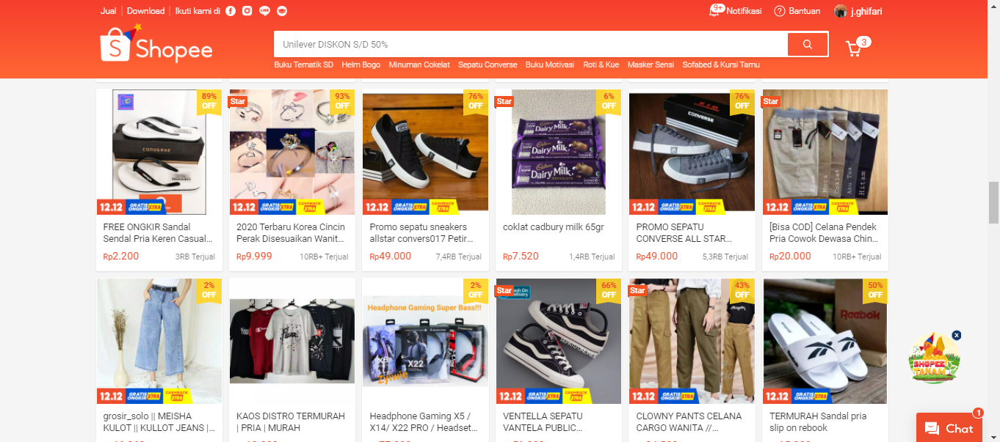 Jual
Download
Ikuti kami di
9+
Notifikasi
Bantuan
j.ghifari
Shopee
Unilever DISKON S/D 50%
3
Buku Tematik SD
Helm Bogo
Minuman Cokelat
Sepatu Converse
Buku Motivasi
Roti & Kue
Masker Sensi
Sofabed & Kursi Tamu
89%
OFF
CONVERSE
12.12 GRATIS ONGKIR XTRA
FREE ONGKIR Sandal
Sendal Pria Keren Casual...
Rp2.200
3RB Terjual
Star
93%
OFF
12.12 GRATIS ONGKIR XTRA CASHBACK XTRA
2020 Terbaru Korea Cincin
Perak Disesuaikan Wanit...
Rp9.999
10RB+ Terjual
76%
OFF
12.12 GRATIS ONGKIR XTRA CASHBACK XTRA
Promo sepatu sneakers
allstar convers017 Petir...
Rp49.000
7,4RB Terjual
Star
6%
OFF
Cadbury
Dairy Milk
Dairy Milk
Dairy Milk
CHOCOLATE
coklat cadbury milk 65gr
Rp7.520
1,4RB Terjual
76%
OFF
CONVERSE
12.12 GRATIS ONGKIR XTRA CASHBACK XTRA
PROMO SEPATU
CONVERSE ALL STAR...
Rp49.000
5,3RB Terjual
Star
Moca
Coklat
Abu Tua
Hitam
12.12 GRATIS ONGKIR XTRA CASHBACK XTRA
[Bisa COD] Celana Pendek
Pria Cowok Dewasa Chin...
Rp20.000
10RB+ Terjual
2%
OFF
12.12 GRATIS ONGKIR XTRA CASHBACK XTRA
grosir_solo || MEISHA
KULOT || KULLOT JEANS |...
KAOS DISTRO TERMURAH
| PRIA | MURAH
2%
OFF
Headphone Gaming Super Bass!!!
X5
X22
Zywie
Headphone Gaming X5 /
X14/ X22 PRO / Headset...
Star
Cash On
Delivery
66%
OFF
SEPATUONLINE
12.12 GRATIS ONGKIR XTRA CASHBACK XTRA
VENTELLA SEPATU
VANTELA PUBLIC...
Star
43%
OFF
12.12 GRATIS ONGKIR XTRA
CLOWNY PANTS CELANA
CARGO WANITA //...
50%
OFF
Reebok
12.12 GRATIS ONGKIR XTRA
TERMURAH Sandal pria
slip on rebook
X
SHOPEE
TANAM
Chat
1